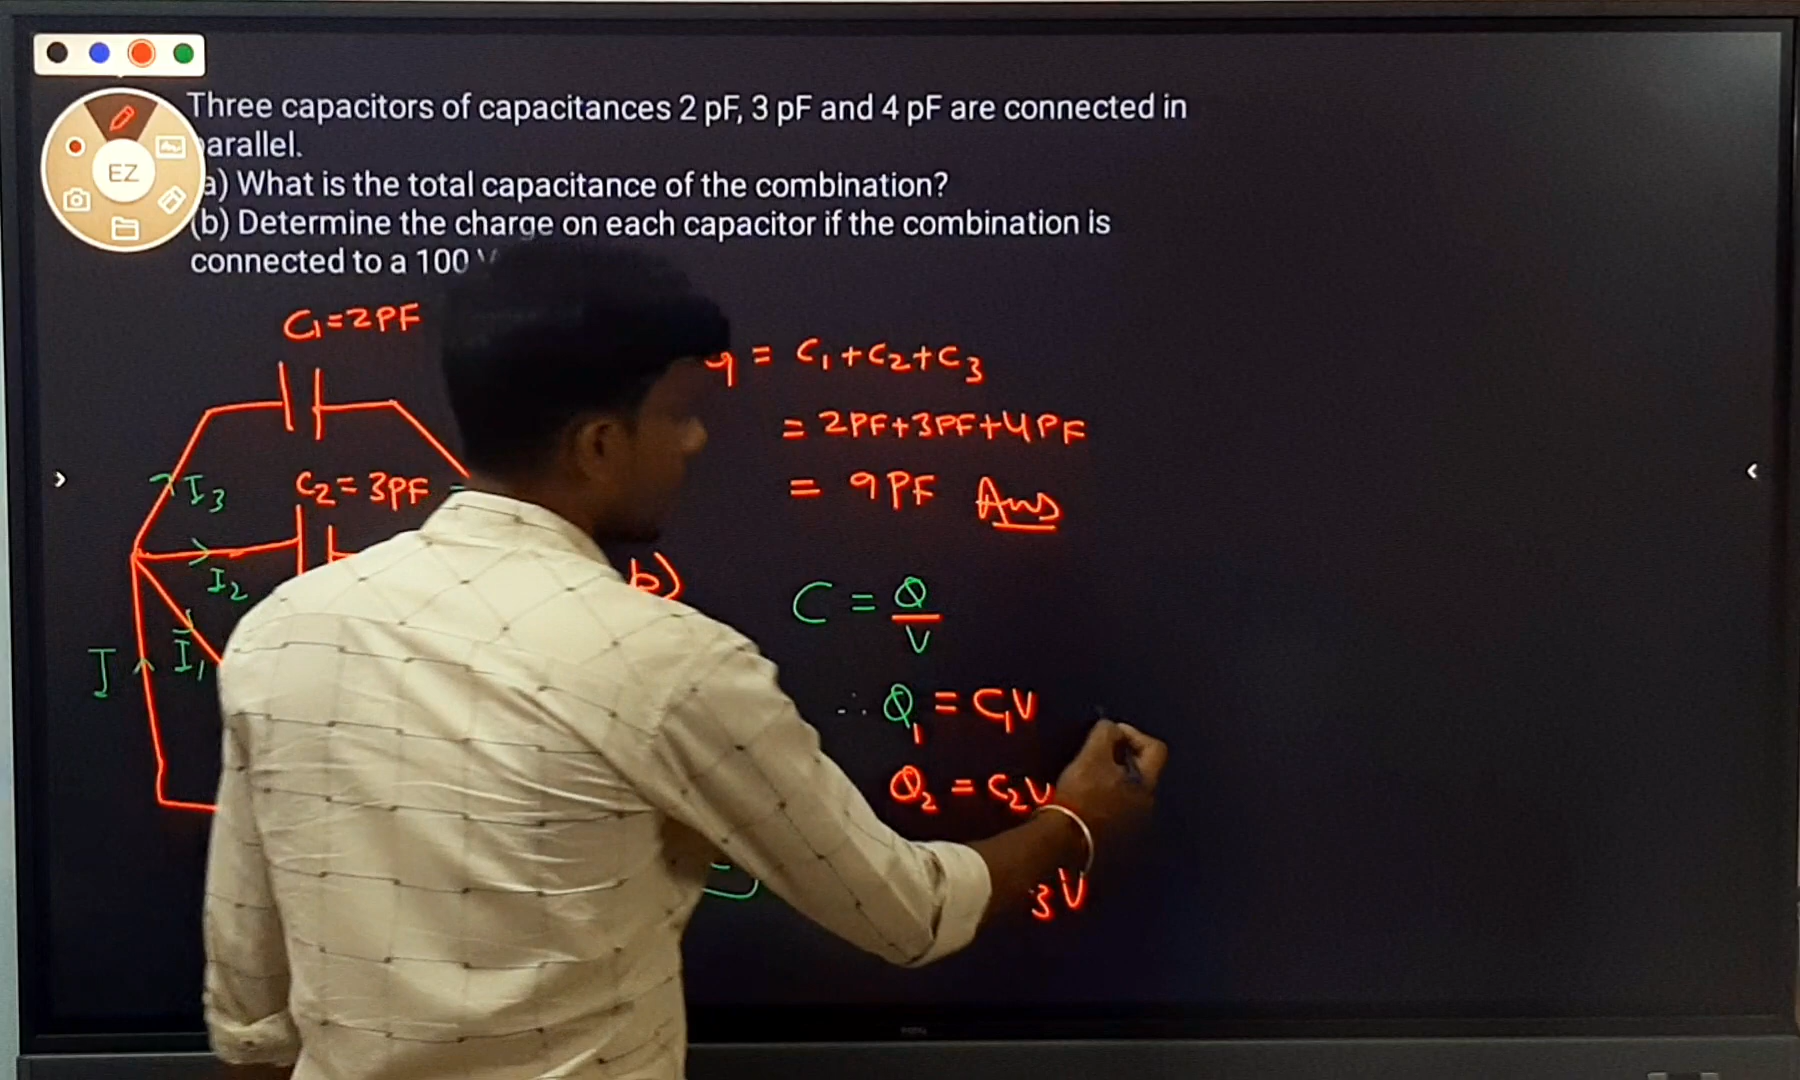 EZ
Three capacitors of capacitances 2 pF, 3 pF and 4 pF are connected in
arallel.
a) What is the total capacitance of the combination?
(b) Determine the charge on each capacitor if the combination is
connected to a 100 V
C1=2PF
q = C1+C2+C3
= 2PF+3PF+4PF
= 9PF Ans
I3
C2=3PF
I2
I1
I
b)
C = Q/V
∴ Q1 = C1V
Q2 = C2V
3V